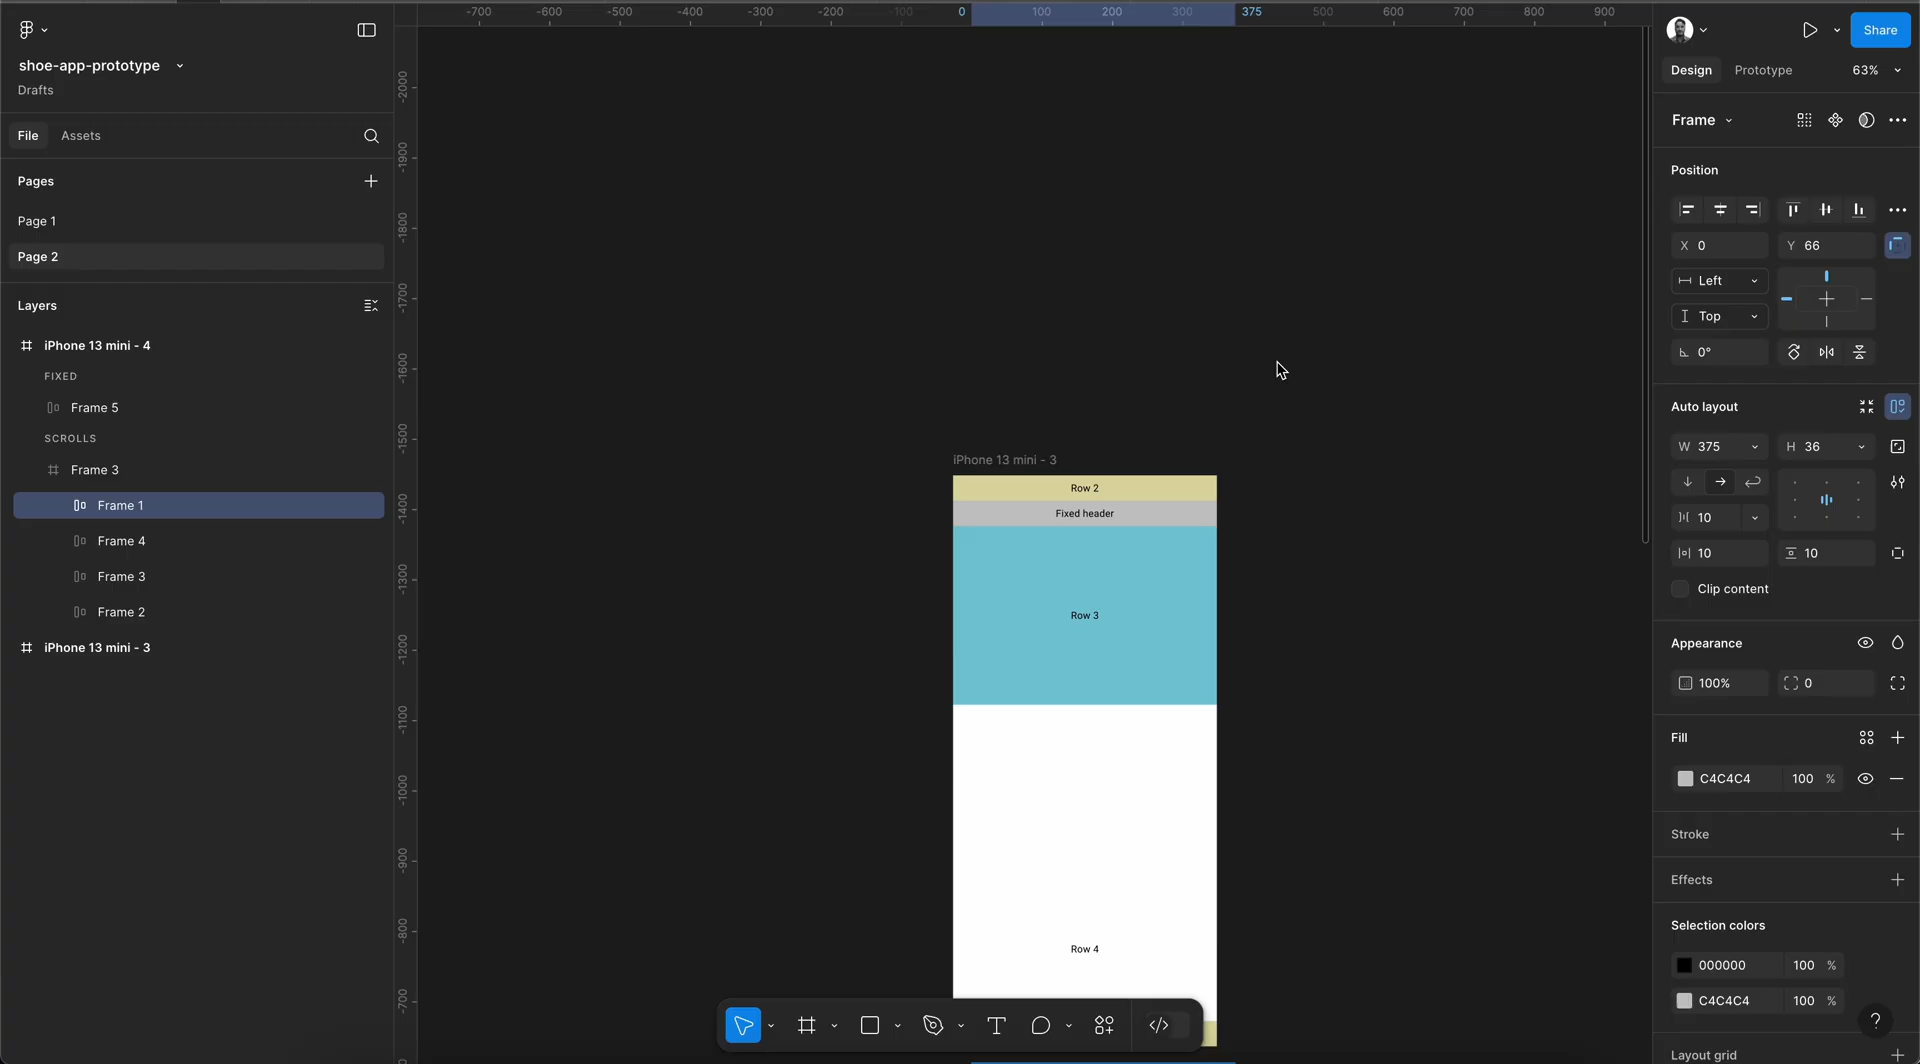 -700 -600 -500 -400 -300 -200 -100 0 100 200 300 375 500 600 700 800 900
Share
shoe-app-prototype
Drafts
Design Prototype 63%
File Assets
Frame
Pages
Position
Page 1
X 0 Y 66
Page 2
Left
Layers
Top
iPhone 13 mini - 4
0°
FIXED
Frame 5
Auto layout
SCROLLS
W 375 H 36
Frame 3
iPhone 13 mini - 3
Row 2
Frame 1
Fixed header
10
Frame 4
10 10
Frame 3
Clip content
Frame 2
Row 3
iPhone 13 mini - 3
Appearance
100% 0
Fill
C4C4C4 100 %
Stroke
Effects
Selection colors
Row 4
000000 100 %
C4C4C4 100 %
?
Layout grid
-2000
-1900
-1800
-1700
-1600
-1500
-1400
-1300
-1200
-1100
-1000
-900
-800
-700